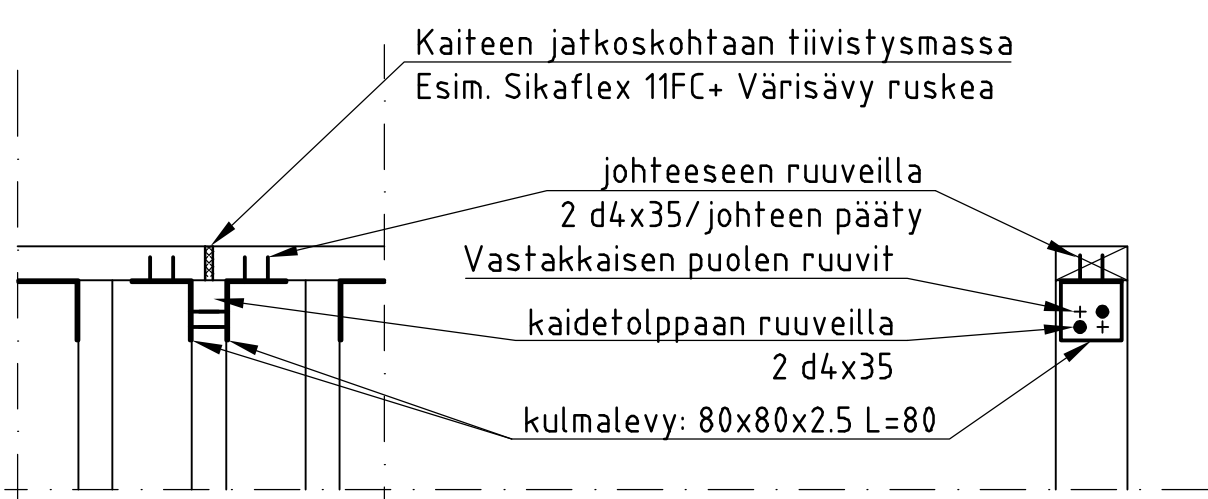 Kaiteen jatkoskohtaan tiivistysmassa
Esim. Sikaflex 11FC+ Värisävy ruskea
johteeseen ruuveilla
2 d4x35/johteen pääty
Vastakkaisen puolen ruuvit
kaidetolppaan ruuveilla
2 d4x35
kulmalevy: 80x80x2.5 L=80